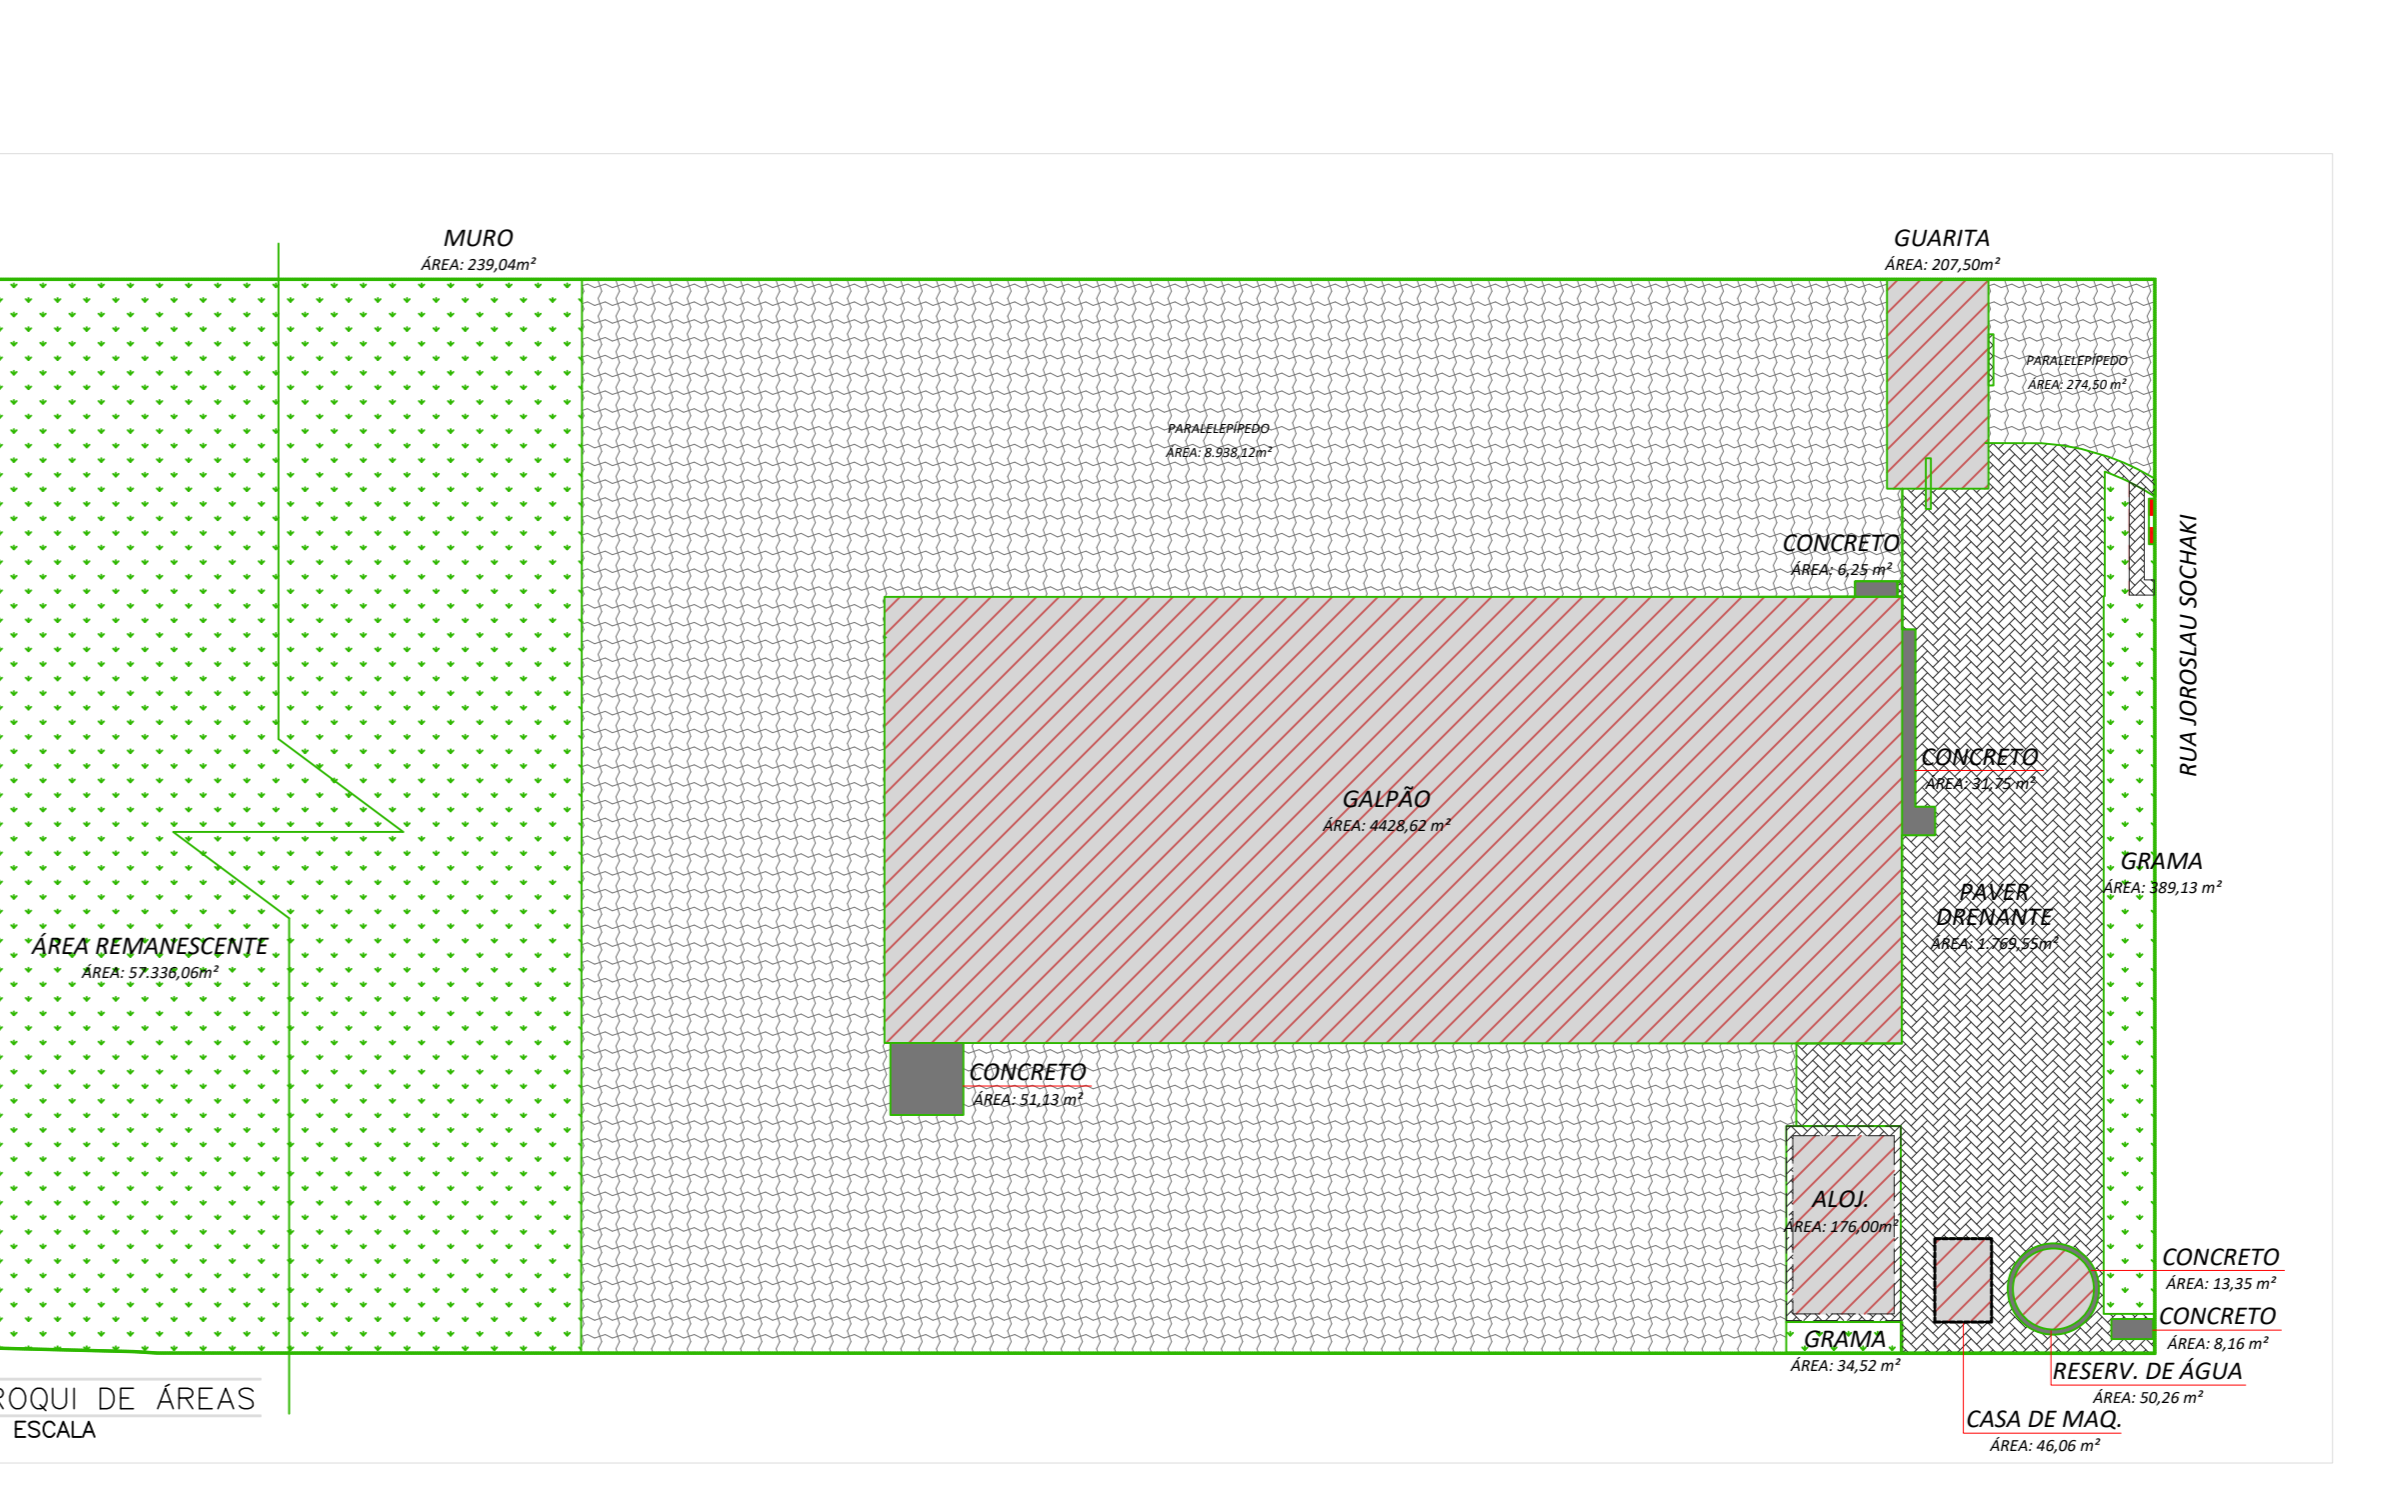 MURO
ÁREA: 239,04m²
GUARITA
ÁREA: 207,50m²
PARALELEPÍPEDO
ÁREA: 274,50 m²
PARALELEPÍPEDO
ÁREA: 8.938,12m²
CONCRETO
ÁREA: 6,25 m²
RUA JOROSLAU SOCHAKI
CONCRETO
ÁREA: 31,75 m²
GALPÃO
ÁREA: 4428,62 m²
GRAMA
ÁREA: 389,13 m²
PAVER
DRENANTE
ÁREA: 1.769,55m²
ÁREA REMANESCENTE
ÁREA: 57.336,06m²
CONCRETO
ÁREA: 51,13 m²
ALOJ.
ÁREA: 176,00m²
CONCRETO
ÁREA: 13,35 m²
CONCRETO
ÁREA: 8,16 m²
GRAMA
ÁREA: 34,52 m²
RESERV. DE ÁGUA
ÁREA: 50,26 m²
CASA DE MAQ.
ÁREA: 46,06 m²
ROQUI DE ÁREAS
ESCALA